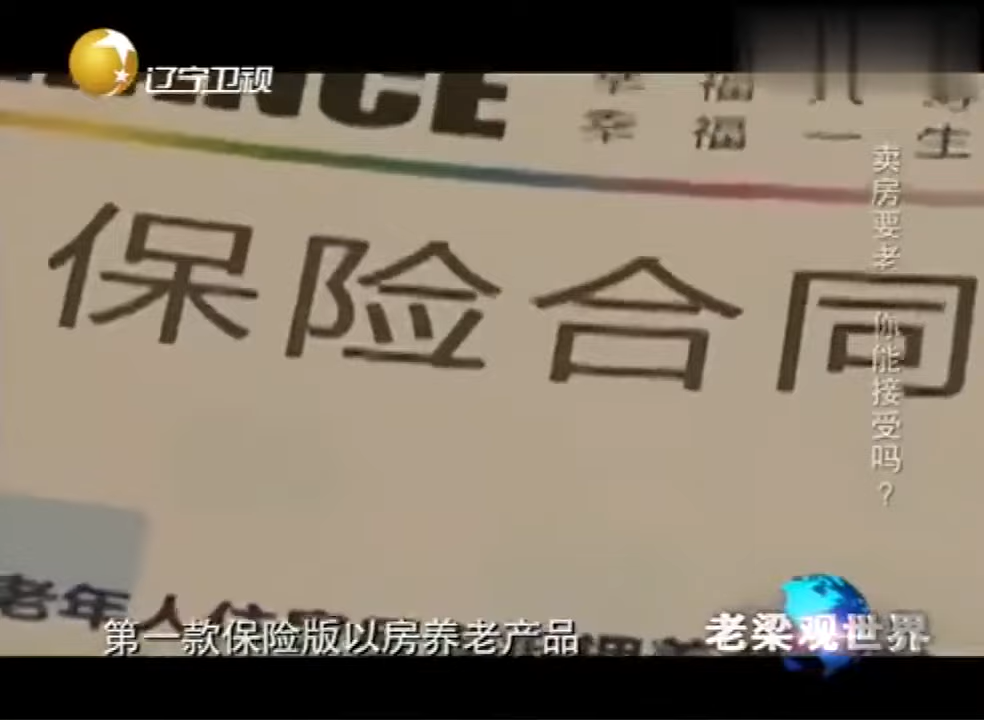 辽宁卫视
NCE
幸福一生
保险合同
卖房要老 你能接受吗？
老年人住房
第一款保险版以房养老产品
老梁观世界